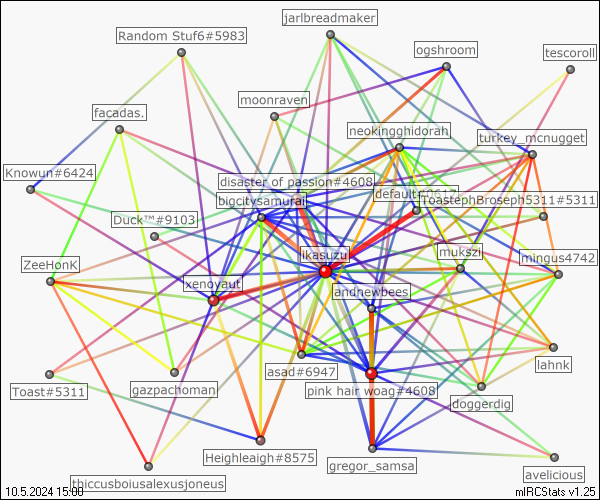 jarlbreadmaker
Random Stuf6#5983
ogshroom
tescoroll
moonraven
facadas.
neokingghidorah
turkey_mcnugget
Knowun#6424
disaster of passion#4608
default#0612
bigcitysamurai
ToastephBroseph5311#5311
Duck™#9103
ikasuzu
mukszi
mingus4742
ZeeHonK
xenoyaut
andnewbees
lahnk
asad#6947
Toast#5311
gazpachoman
pink hair woag#4608
doggerdig
Heighleaigh#8575
gregor_samsa
tbiccusboiusalexusjoneus
avelicious
10.5.2024 15:00
mIRCStats v1.25